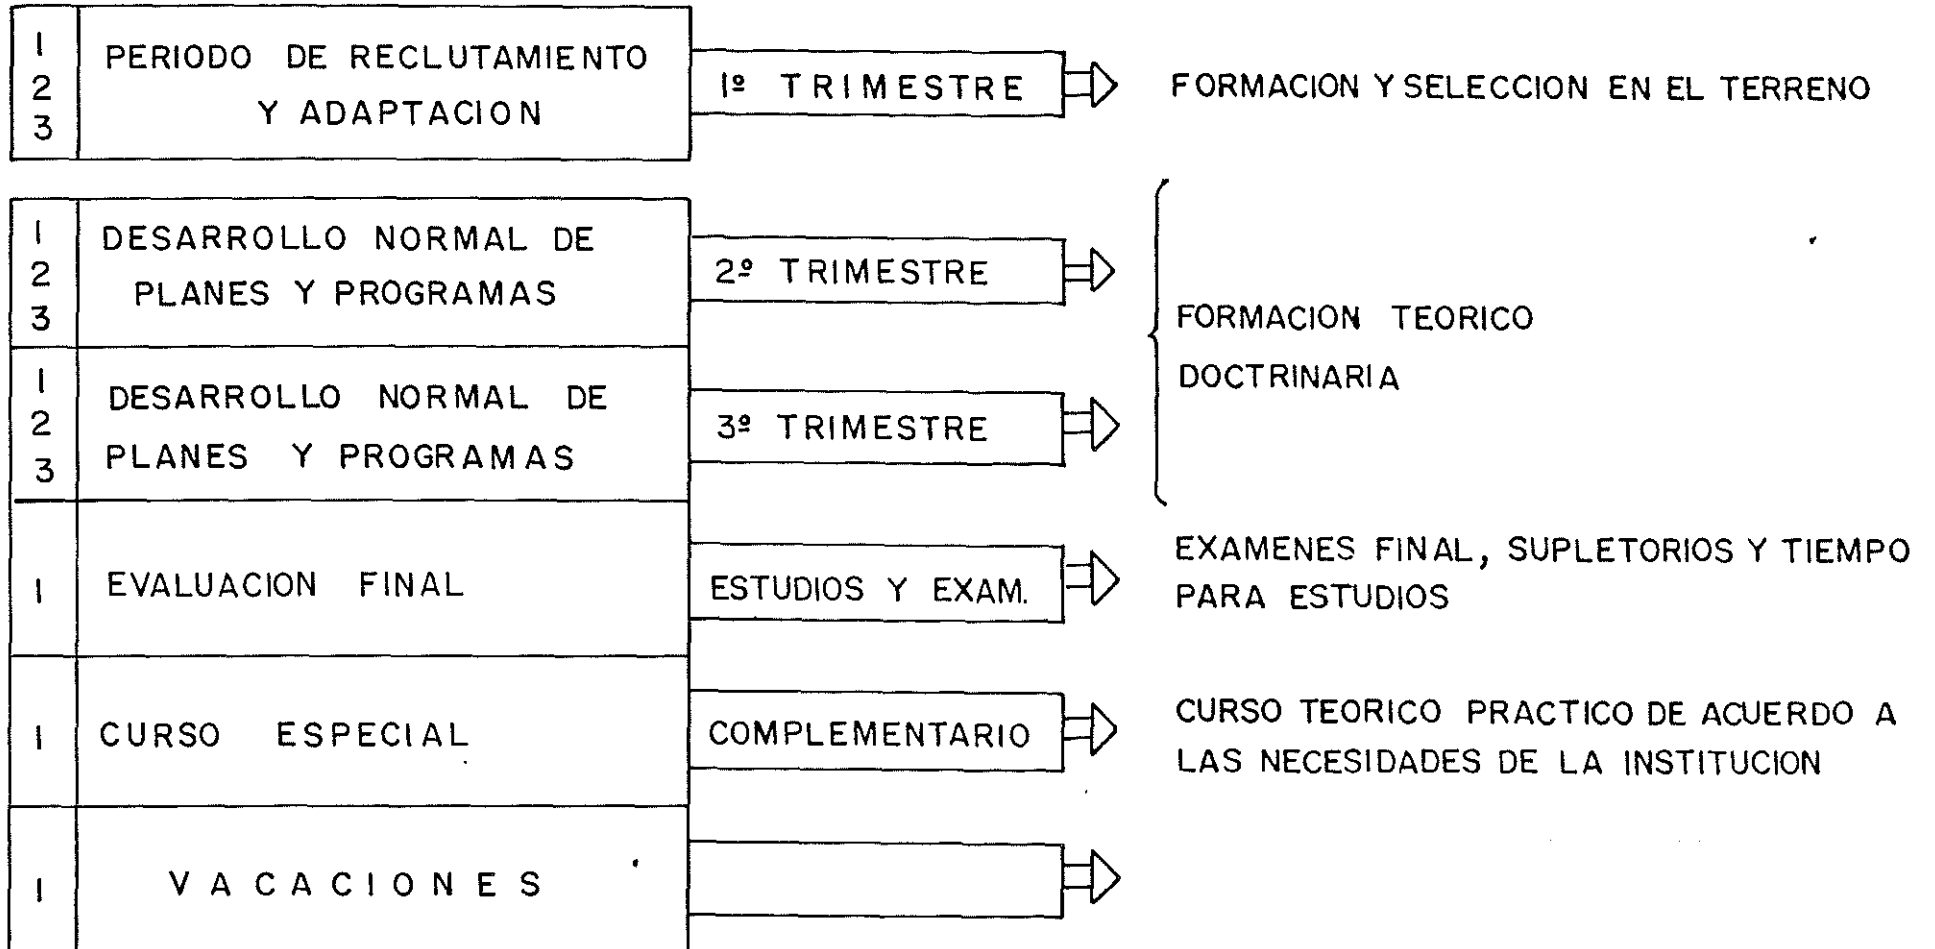 1
2
3
PERIODO DE RECLUTAMIENTO
Y ADAPTACION
1º TRIMESTRE
FORMACION Y SELECCION EN EL TERRENO
1
2
3
DESARROLLO NORMAL DE
PLANES Y PROGRAMAS
2º TRIMESTRE
1
2
3
DESARROLLO NORMAL DE
PLANES Y PROGRAMAS
3º TRIMESTRE
FORMACION TEORICO
DOCTRINARIA
1
EVALUACION FINAL
ESTUDIOS Y EXAM.
EXAMENES FINAL, SUPLETORIOS Y TIEMPO
PARA ESTUDIOS
1
CURSO ESPECIAL
COMPLEMENTARIO
CURSO TEORICO PRACTICO DE ACUERDO A
LAS NECESIDADES DE LA INSTITUCION
1
VACACIONES